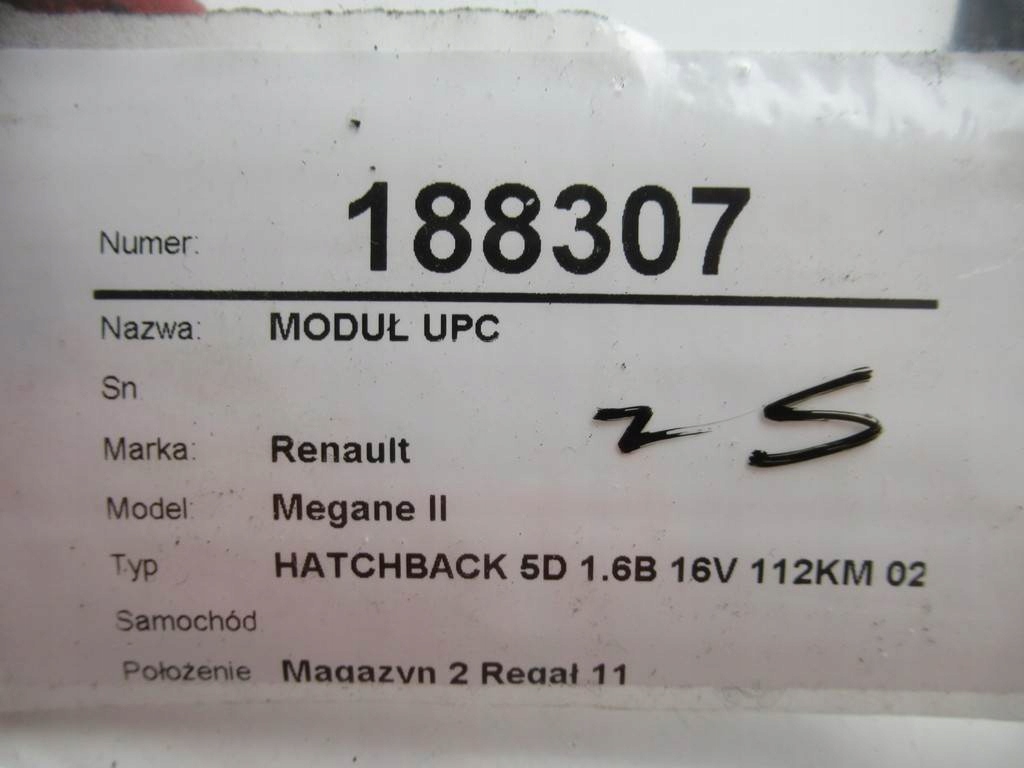 Numer: 188307
Nazwa: MODUŁ UPC
Sn
Marka: Renault
Model: Megane II
Typ HATCHBACK 5D 1.6B 16V 112KM 02
Samochód
Położenie Magazyn 2 Regał 11